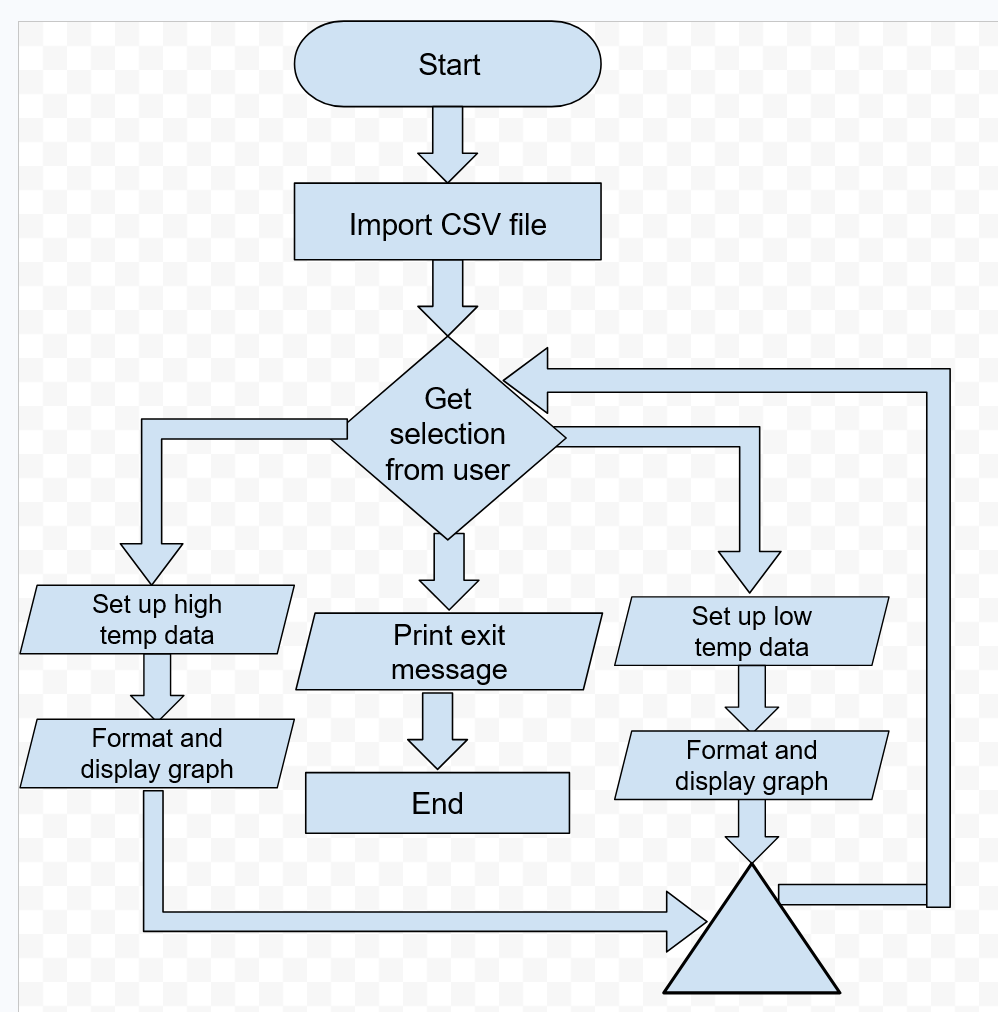 Start
Import CSV file
Get
selection
from user
Set up high
temp data
Print exit
message
Set up low
temp data
Format and
display graph
End
Format and
display graph